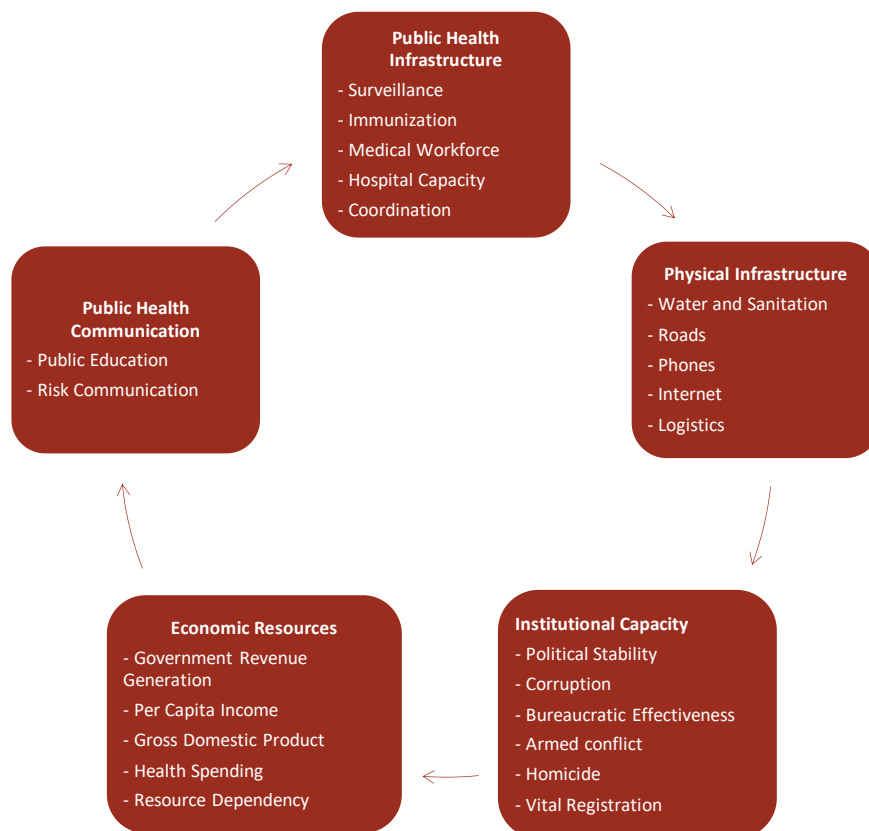 Public Health
Infrastructure
- Surveillance
- Immunization
- Medical Workforce
- Hospital Capacity
- Coordination
Physical Infrastructure
- Water and Sanitation
- Roads
- Phones
- Internet
- Logistics
Institutional Capacity
- Political Stability
- Corruption
- Bureaucratic Effectiveness
- Armed conflict
- Homicide
- Vital Registration
Economic Resources
- Government Revenue
Generation
- Per Capita Income
- Gross Domestic Product
- Health Spending
- Resource Dependency
Public Health
Communication
- Public Education
- Risk Communication